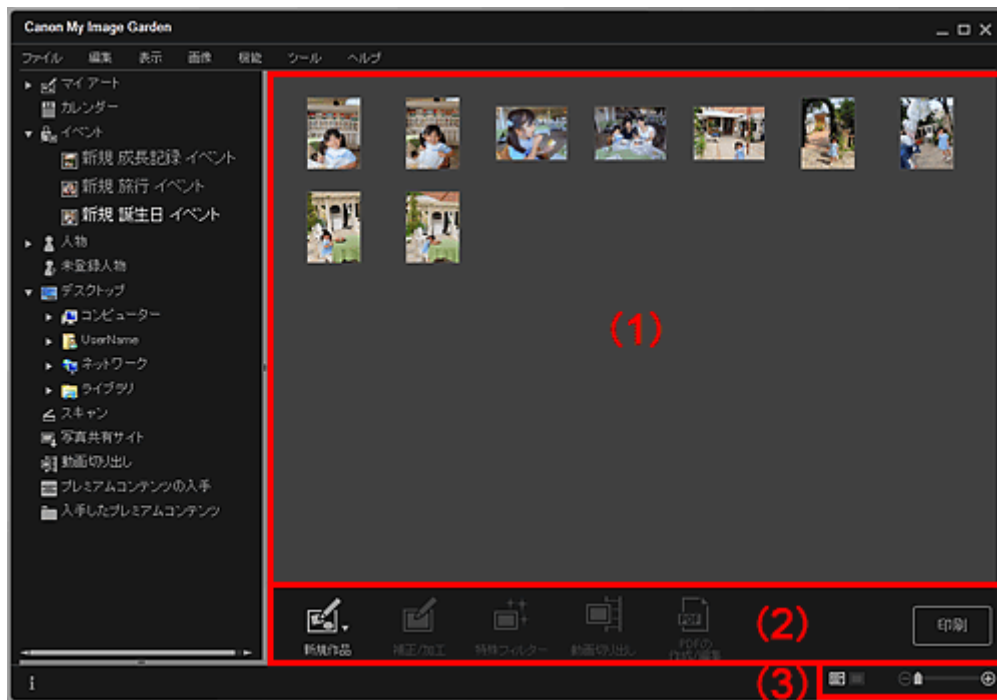 Canon My Image Garden
ファイル 編集 表示 画像 機能 ツール ヘルプ
マイ アート
カレンダー
イベント
新規 成長記録 イベント
新規 旅行 イベント
新規 誕生日 イベント
人物
未登録人物
デスクトップ
コンピューター
UserName
ネットワーク
ライブラリ
スキャン
写真共有サイト
動画切り出し
プレミアムコンテンツの入手
入手したプレミアムコンテンツ
(1)
新規作品
補正/加工
特殊フィルター
動画切り出し
PDF
PDFの
作成/編集
(2)
印刷
(3)